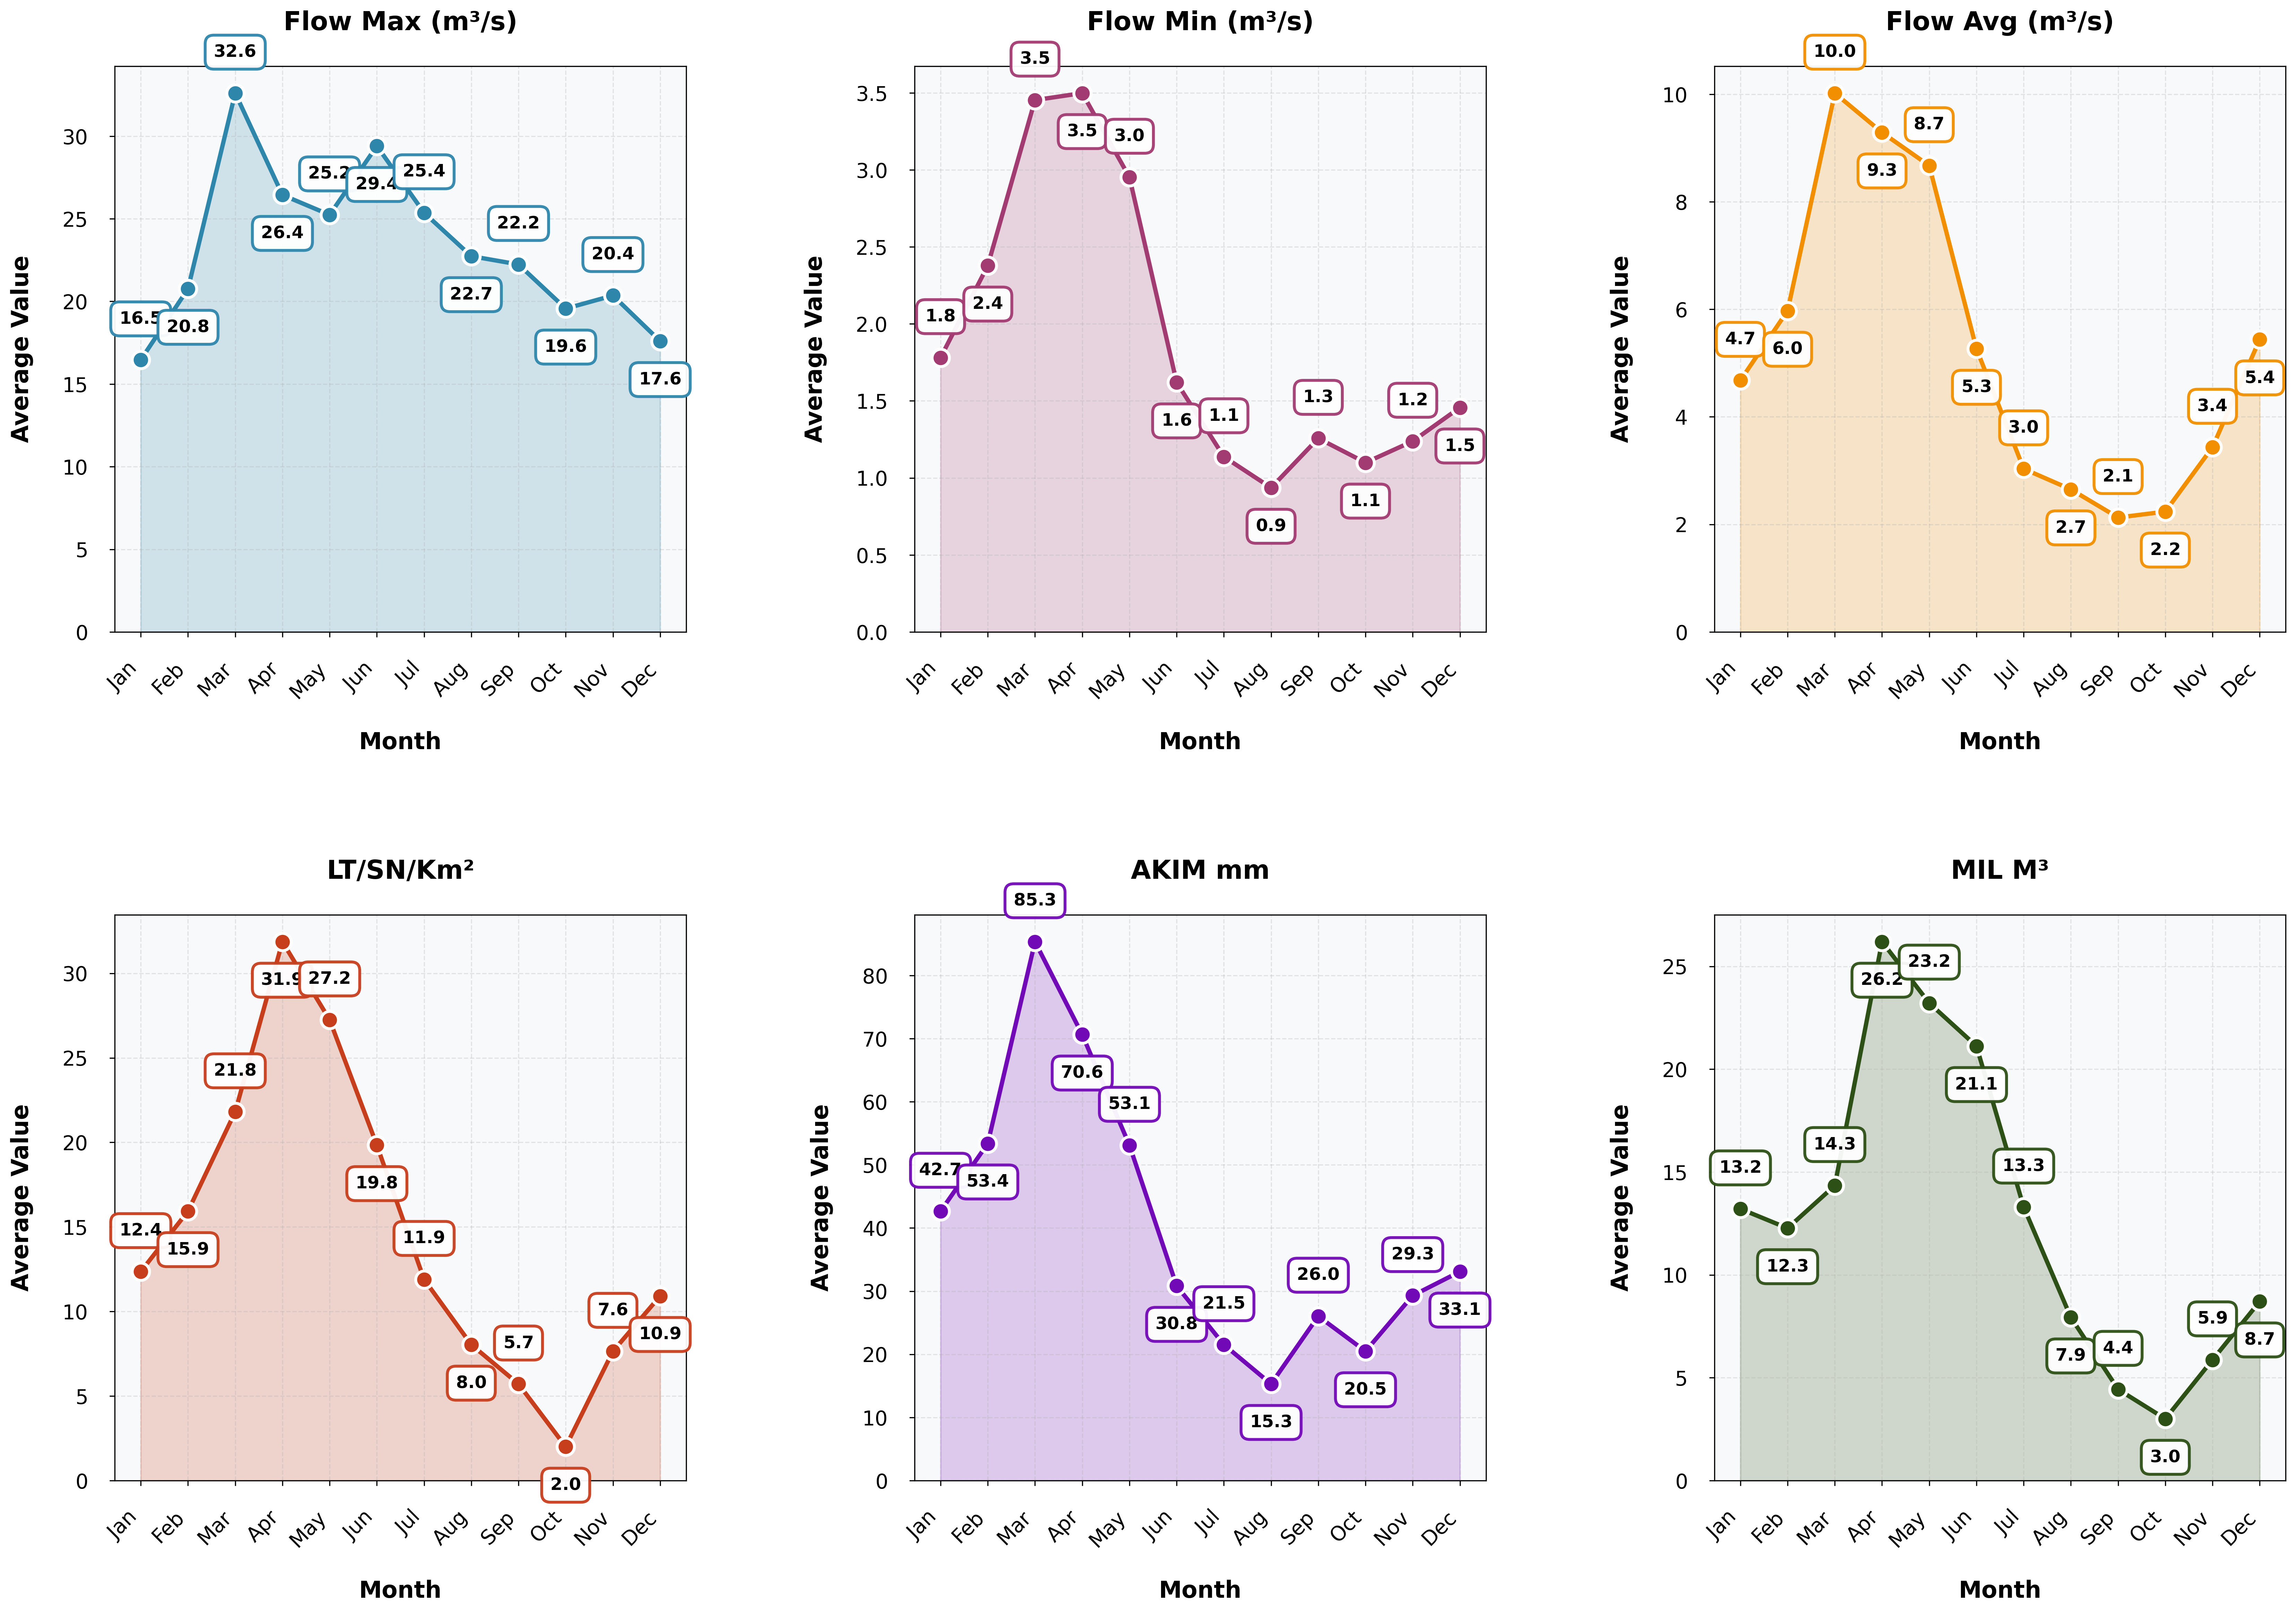 Flow Max (m³/s)
Average Value
30
25
20
15
10
5
0
32.6
16.5
20.8
26.4
25.2
29.4
25.4
22.7
22.2
19.6
20.4
17.6
Jan
Feb
Mar
Apr
May
Jun
Jul
Aug
Sep
Oct
Nov
Dec
Month
Flow Min (m³/s)
Average Value
3.5
3.0
2.5
2.0
1.5
1.0
0.5
0.0
1.8
2.4
3.5
3.5
3.0
1.6
1.1
0.9
1.3
1.1
1.2
1.5
Jan
Feb
Mar
Apr
May
Jun
Jul
Aug
Sep
Oct
Nov
Dec
Month
Flow Avg (m³/s)
Average Value
10
8
6
4
2
0
4.7
6.0
10.0
9.3
8.7
5.3
3.0
2.7
2.1
2.2
3.4
5.4
Jan
Feb
Mar
Apr
May
Jun
Jul
Aug
Sep
Oct
Nov
Dec
Month
LT/SN/Km²
Average Value
30
25
20
15
10
5
0
12.4
15.9
21.8
31.9
27.2
19.8
11.9
8.0
5.7
2.0
7.6
10.9
Jan
Feb
Mar
Apr
May
Jun
Jul
Aug
Sep
Oct
Nov
Dec
Month
AKIM mm
Average Value
80
70
60
50
40
30
20
10
0
42.7
53.4
85.3
70.6
53.1
30.8
21.5
15.3
26.0
20.5
29.3
33.1
Jan
Feb
Mar
Apr
May
Jun
Jul
Aug
Sep
Oct
Nov
Dec
Month
MIL M³
Average Value
25
20
15
10
5
0
13.2
12.3
14.3
26.2
23.2
21.1
13.3
7.9
4.4
3.0
5.9
8.7
Jan
Feb
Mar
Apr
May
Jun
Jul
Aug
Sep
Oct
Nov
Dec
Month